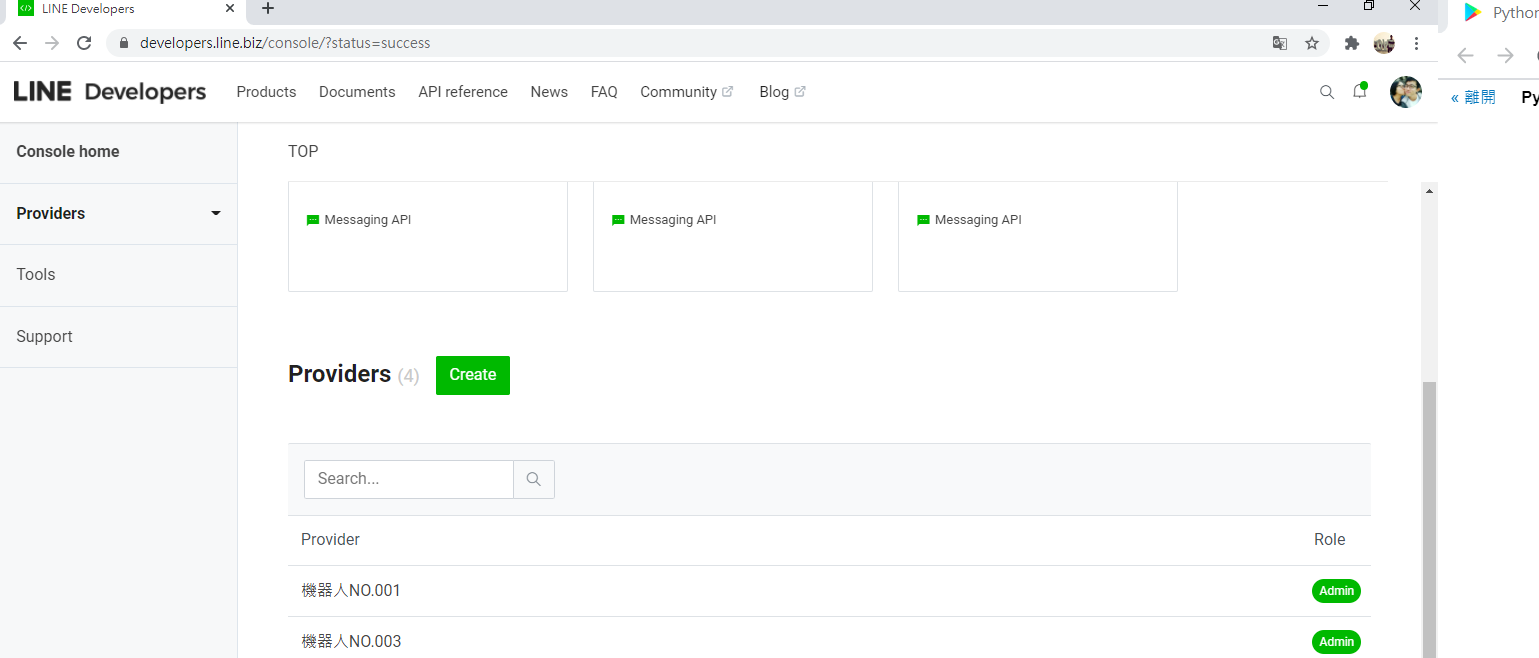 LINE Developers
Python
developers.line.biz/console/?status=success
LINE Developers Products Documents API reference News FAQ Community Blog
« 離開 Py
Console home
TOP
Providers
Messaging API Messaging API Messaging API
Tools
Support
Providers (4) Create
Search...
Provider Role
機器人NO.001 Admin
機器人NO.003 Admin